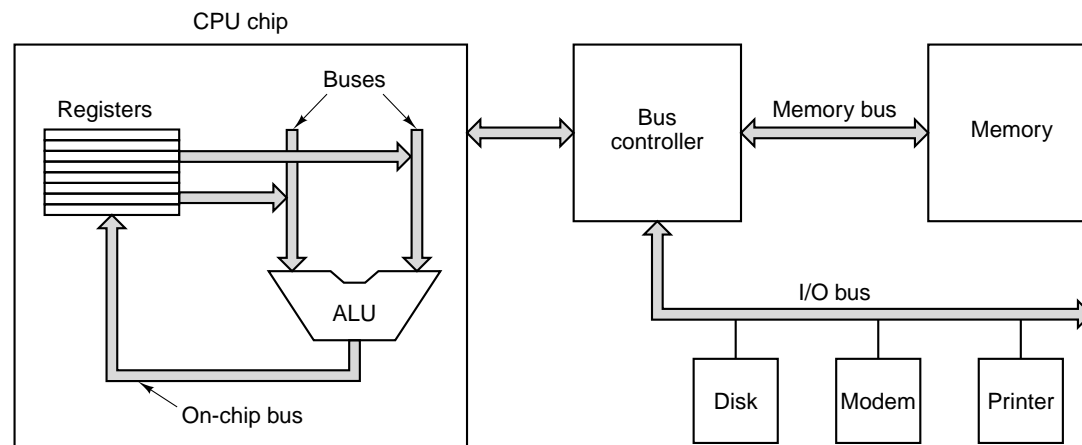 CPU chip
Buses
Registers
ALU
On-chip bus
Bus
controller
Memory bus
Memory
I/O bus
Disk
Modem
Printer